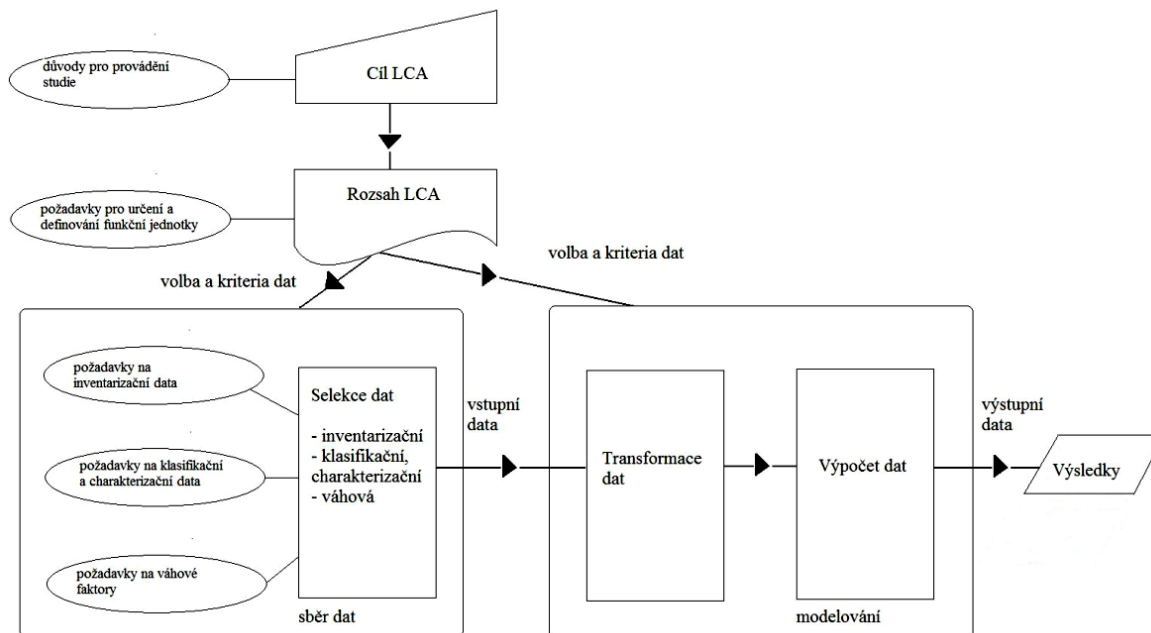 důvody pro provádění
studie
Cíl LCA
Rozsah LCA
požadavky pro určení a
definování funkční jednotky
volba a kriteria dat
volba a kriteria dat
požadavky na
inventarizační data
požadavky na klasifikační
a charakterizační data
požadavky na váhové
faktory
Selekce dat
- inventarizační
- klasifikační,
charakterizační
- váhová
sběr dat
vstupní
data
Transformace
dat
Výpočet dat
modelování
výstupní
data
Výsledky